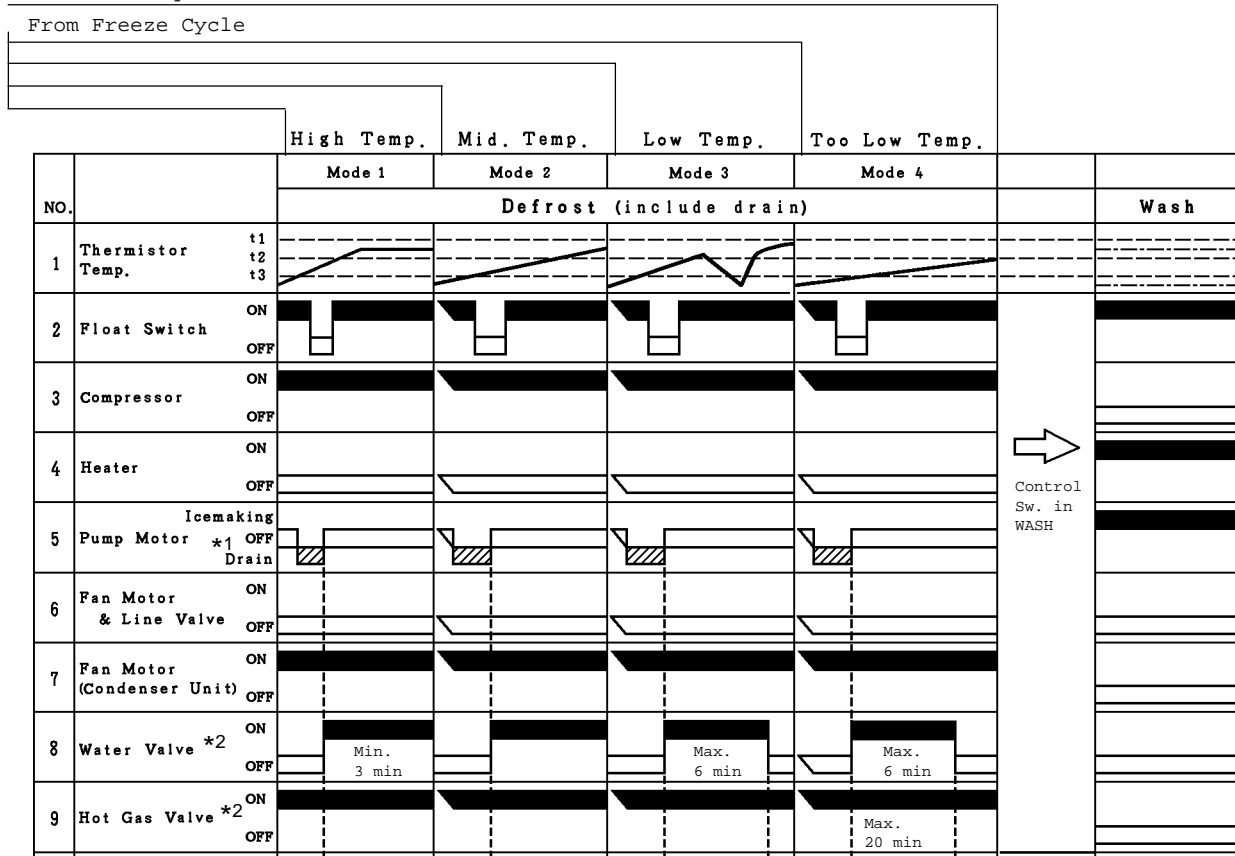 From Freeze Cycle
High Temp. Mid. Temp. Low Temp. Too Low Temp.
Mode 1 Mode 2 Mode 3 Mode 4
NO. Defrost (include drain) Wash
1 Thermistor Temp. t1 t2 t3
2 Float Switch ON OFF
3 Compressor ON OFF
4 Heater ON OFF
Control Sw. in WASH
5 Pump Motor *1 Icemaking OFF Drain
6 Fan Motor & Line Valve ON OFF
7 Fan Motor (Condenser Unit) ON OFF
8 Water Valve *2 ON OFF Min. 3 min Max. 6 min Max. 6 min
9 Hot Gas Valve *2 ON OFF Max. 20 min